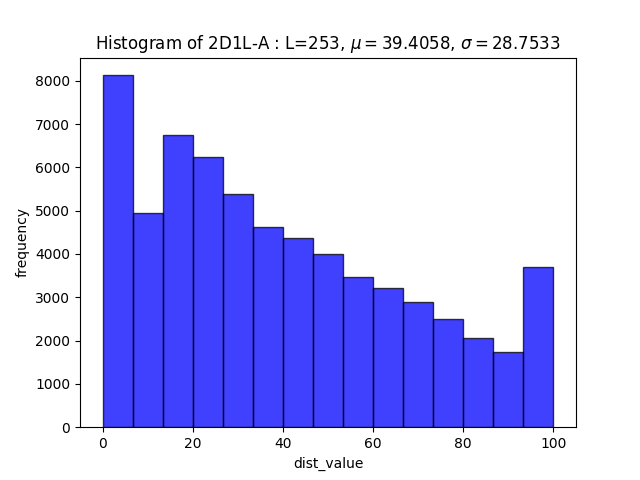 Histogram of 2D1L-A : L=253, μ = 39.4058, σ = 28.7533
8000
7000
6000
5000
4000
3000
2000
1000
0
frequency
0 20 40 60 80 100
dist_value